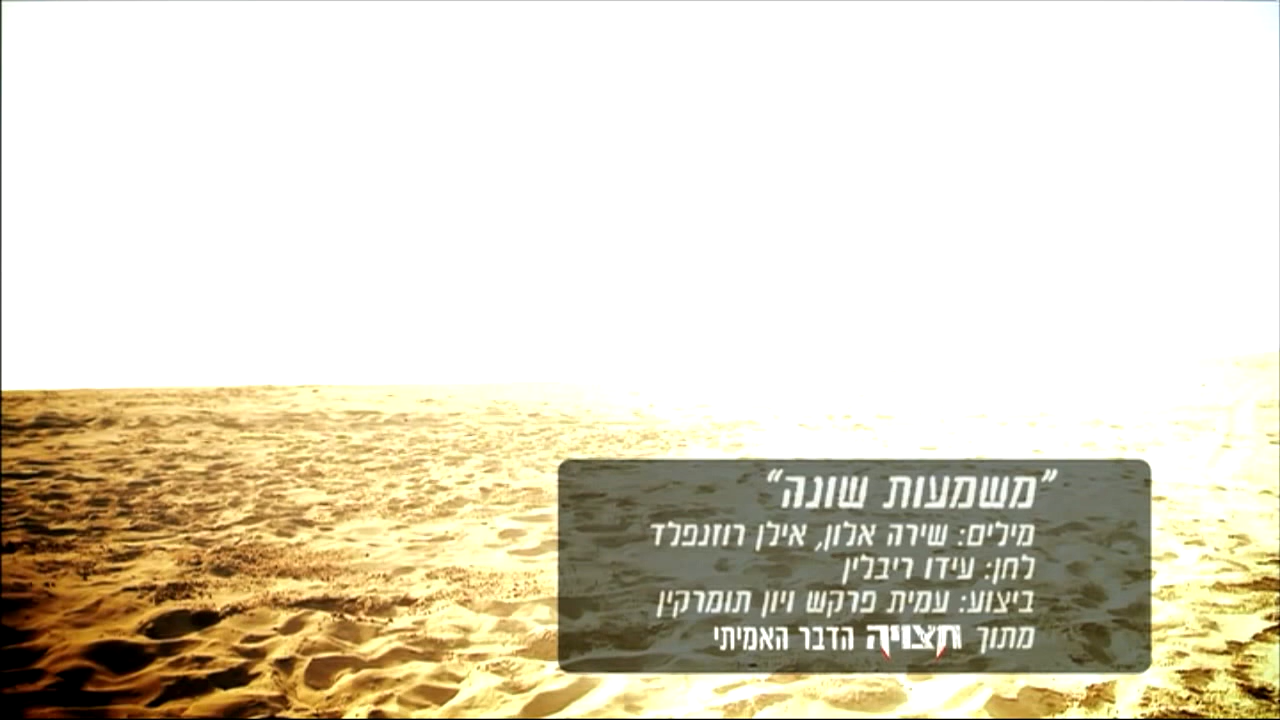 "משמעות שונה"
מילים: שירה אלון, אילן רוזנפלד
לחן: עידו ריבלין
ביצוע: עמית פרקש ויון תומרקין
מתוך חצויה הדבר האמיתי